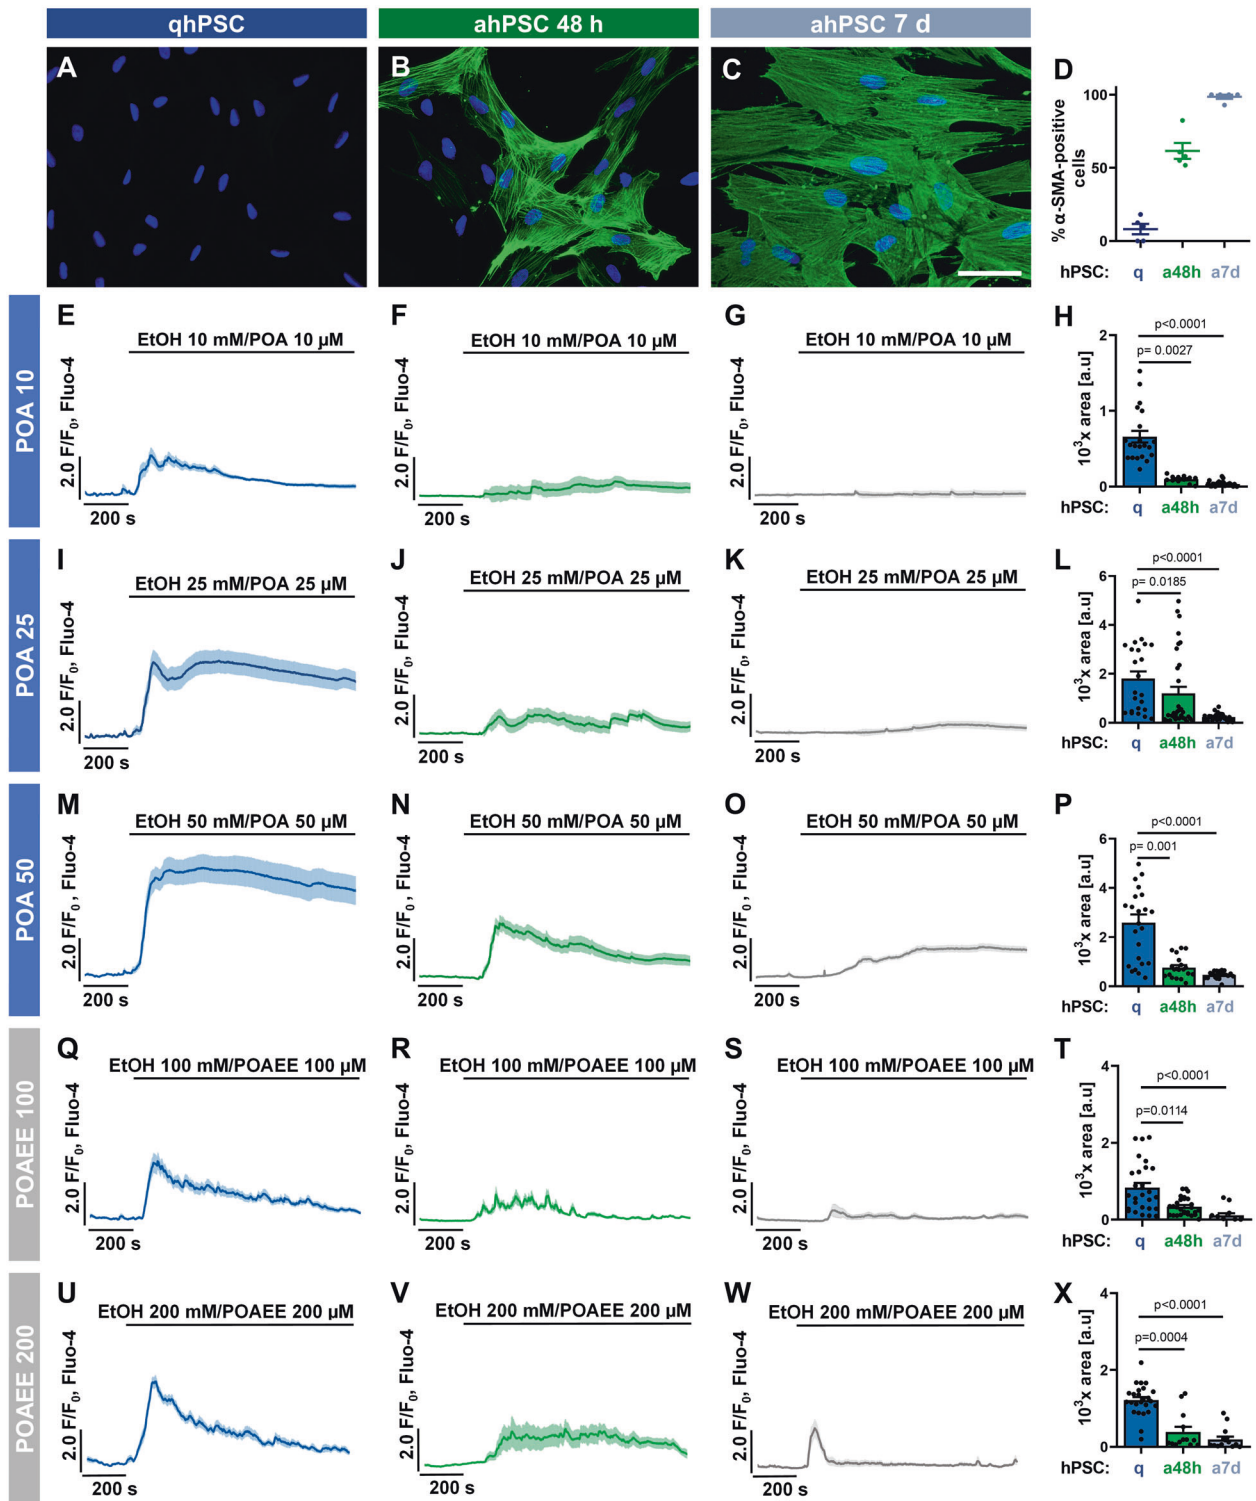 qhPSC
ahPSC 48 h
ahPSC 7 d
A
B
C
D
% α-SMA-positive
cells
100
50
0
hPSC: q a48h a7d
POA 10
E
EtOH 10 mM/POA 10 µM
2.0 F/F0, Fluo-4
200 s
F
EtOH 10 mM/POA 10 µM
2.0 F/F0, Fluo-4
200 s
G
EtOH 10 mM/POA 10 µM
2.0 F/F0, Fluo-4
200 s
H
10³x area [a.u]
2
1
0
p<0.0001
p= 0.0027
hPSC: q a48h a7d
POA 25
I
EtOH 25 mM/POA 25 µM
2.0 F/F0, Fluo-4
200 s
J
EtOH 25 mM/POA 25 µM
2.0 F/F0, Fluo-4
200 s
K
EtOH 25 mM/POA 25 µM
2.0 F/F0, Fluo-4
200 s
L
10³x area [a.u]
6
4
2
0
p<0.0001
p= 0.0185
hPSC: q a48h a7d
POA 50
M
EtOH 50 mM/POA 50 µM
2.0 F/F0, Fluo-4
200 s
N
EtOH 50 mM/POA 50 µM
2.0 F/F0, Fluo-4
200 s
O
EtOH 50 mM/POA 50 µM
2.0 F/F0, Fluo-4
200 s
P
10³x area [a.u]
6
4
2
0
p<0.0001
p= 0.001
hPSC: q a48h a7d
POAEE 100
Q
EtOH 100 mM/POAEE 100 µM
2.0 F/F0, Fluo-4
200 s
R
EtOH 100 mM/POAEE 100 µM
2.0 F/F0, Fluo-4
200 s
S
EtOH 100 mM/POAEE 100 µM
2.0 F/F0, Fluo-4
200 s
T
10³x area [a.u]
4
2
0
p<0.0001
p=0.0114
hPSC: q a48h a7d
POAEE 200
U
EtOH 200 mM/POAEE 200 µM
2.0 F/F0, Fluo-4
200 s
V
EtOH 200 mM/POAEE 200 µM
2.0 F/F0, Fluo-4
200 s
W
EtOH 200 mM/POAEE 200 µM
2.0 F/F0, Fluo-4
200 s
X
10³x area [a.u]
4
2
0
p<0.0001
p=0.0004
hPSC: q a48h a7d